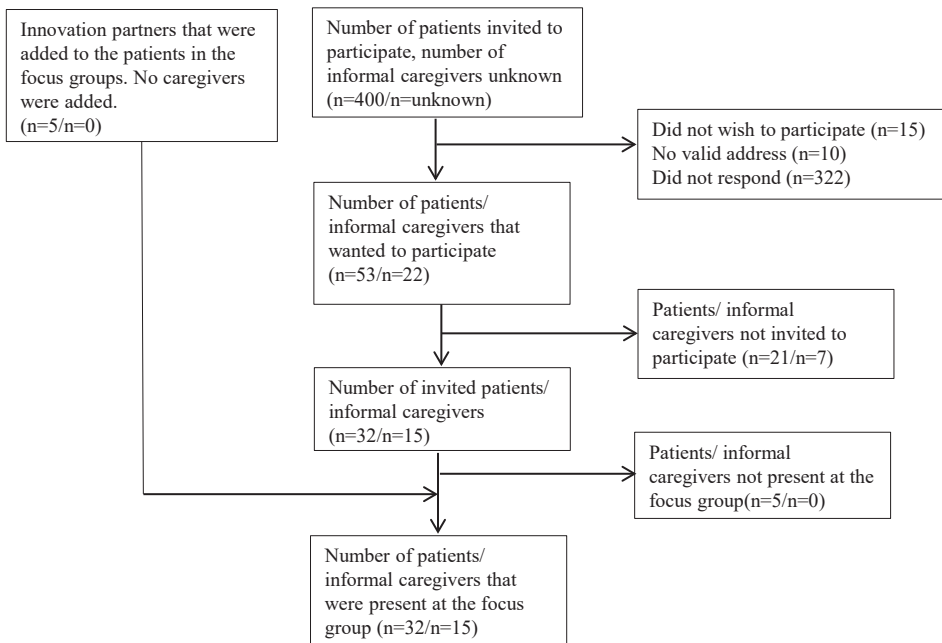 Innovation partners that were
added to the patients in the
focus groups. No caregivers
were added.
(n=5/n=0)
Number of patients invited to
participate, number of
informal caregivers unknown
(n=400/n=unknown)
Did not wish to participate (n=15)
No valid address (n=10)
Did not respond (n=322)
Number of patients/
informal caregivers that
wanted to participate
(n=53/n=22)
Patients/ informal
caregivers not invited to
participate (n=21/n=7)
Number of invited patients/
informal caregivers
(n=32/n=15)
Patients/ informal
caregivers not present at the
focus group(n=5/n=0)
Number of patients/
informal caregivers that
were present at the focus
group (n=32/n=15)